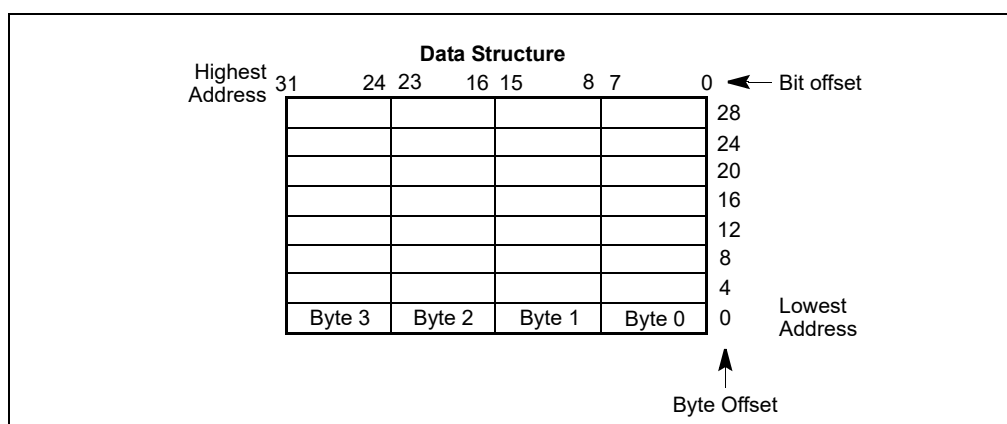 Data Structure
Highest
Address
31 24 23 16 15 8 7 0 Bit offset
28
24
20
16
12
8
4
Byte 3 Byte 2 Byte 1 Byte 0 0
Lowest
Address
Byte Offset